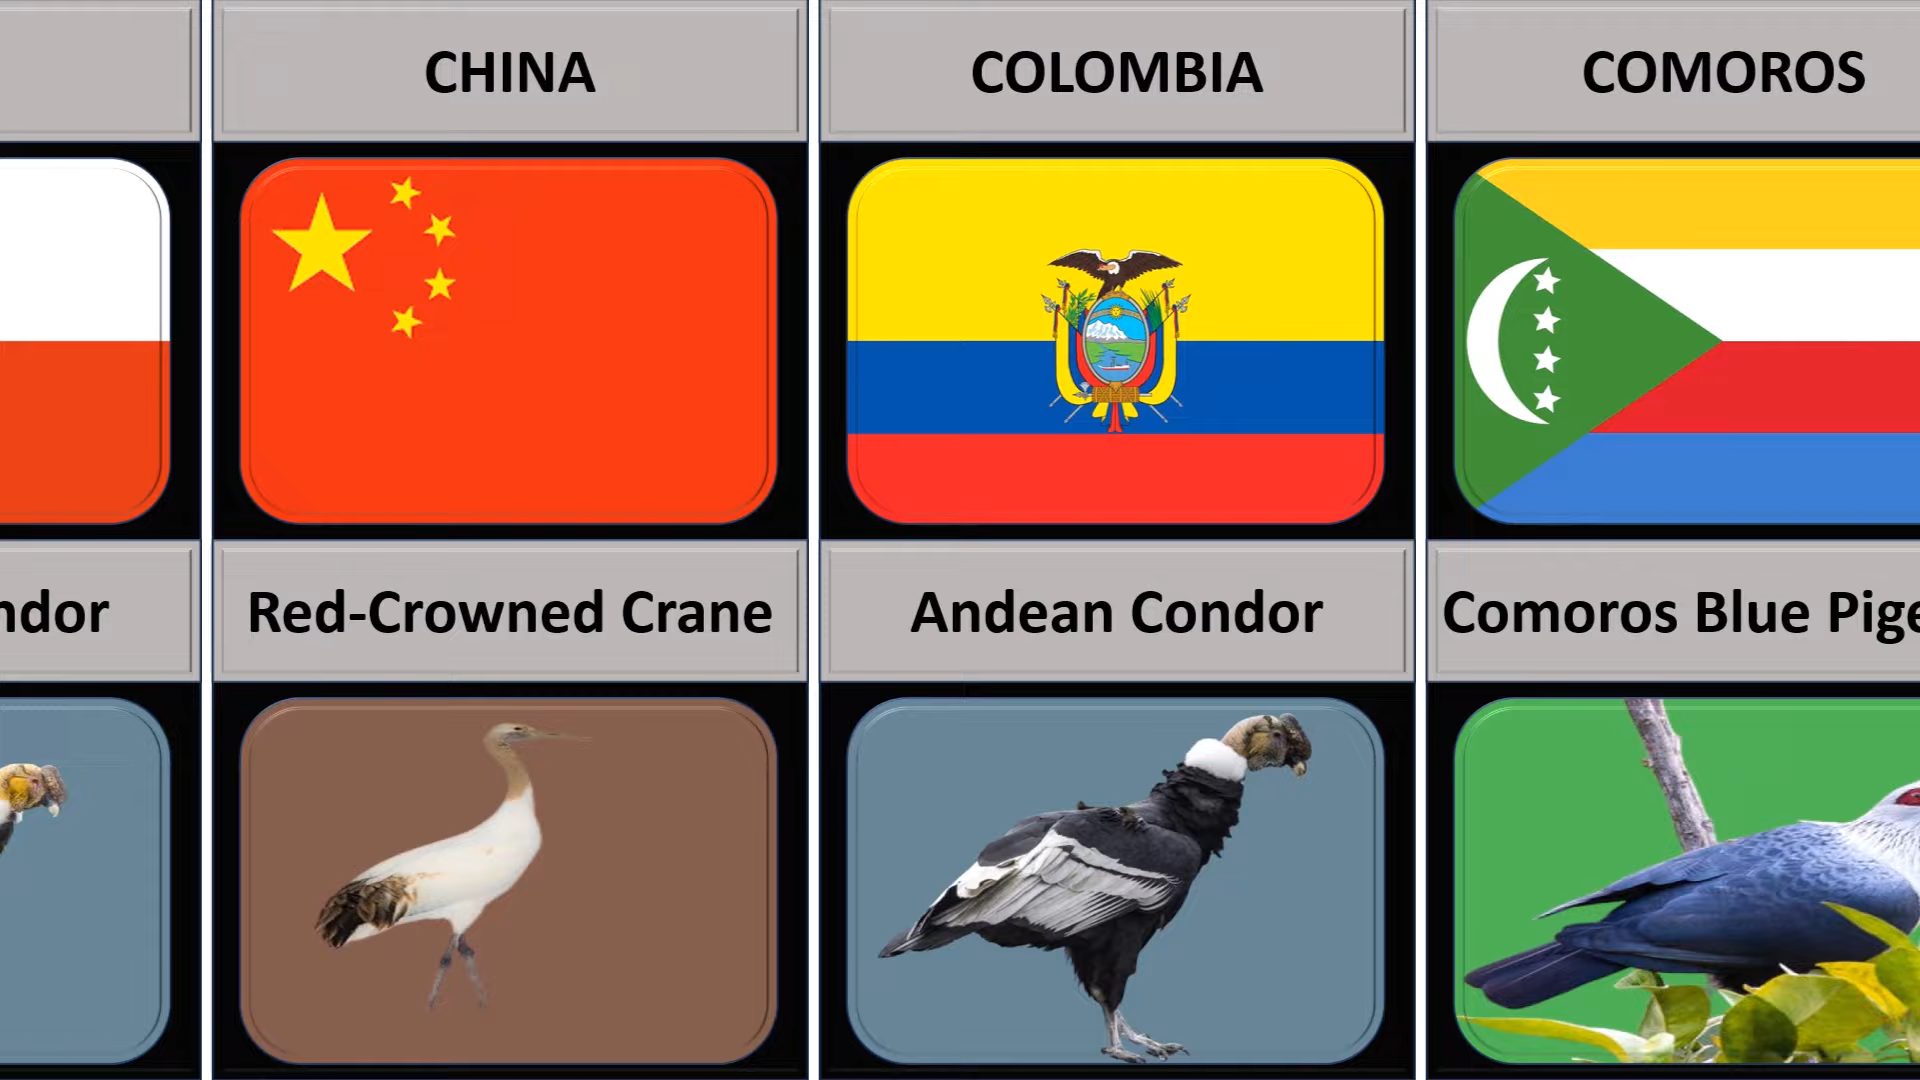 CHINA
COLOMBIA
COMOROS
ndor
Red-Crowned Crane
Andean Condor
Comoros Blue Pige